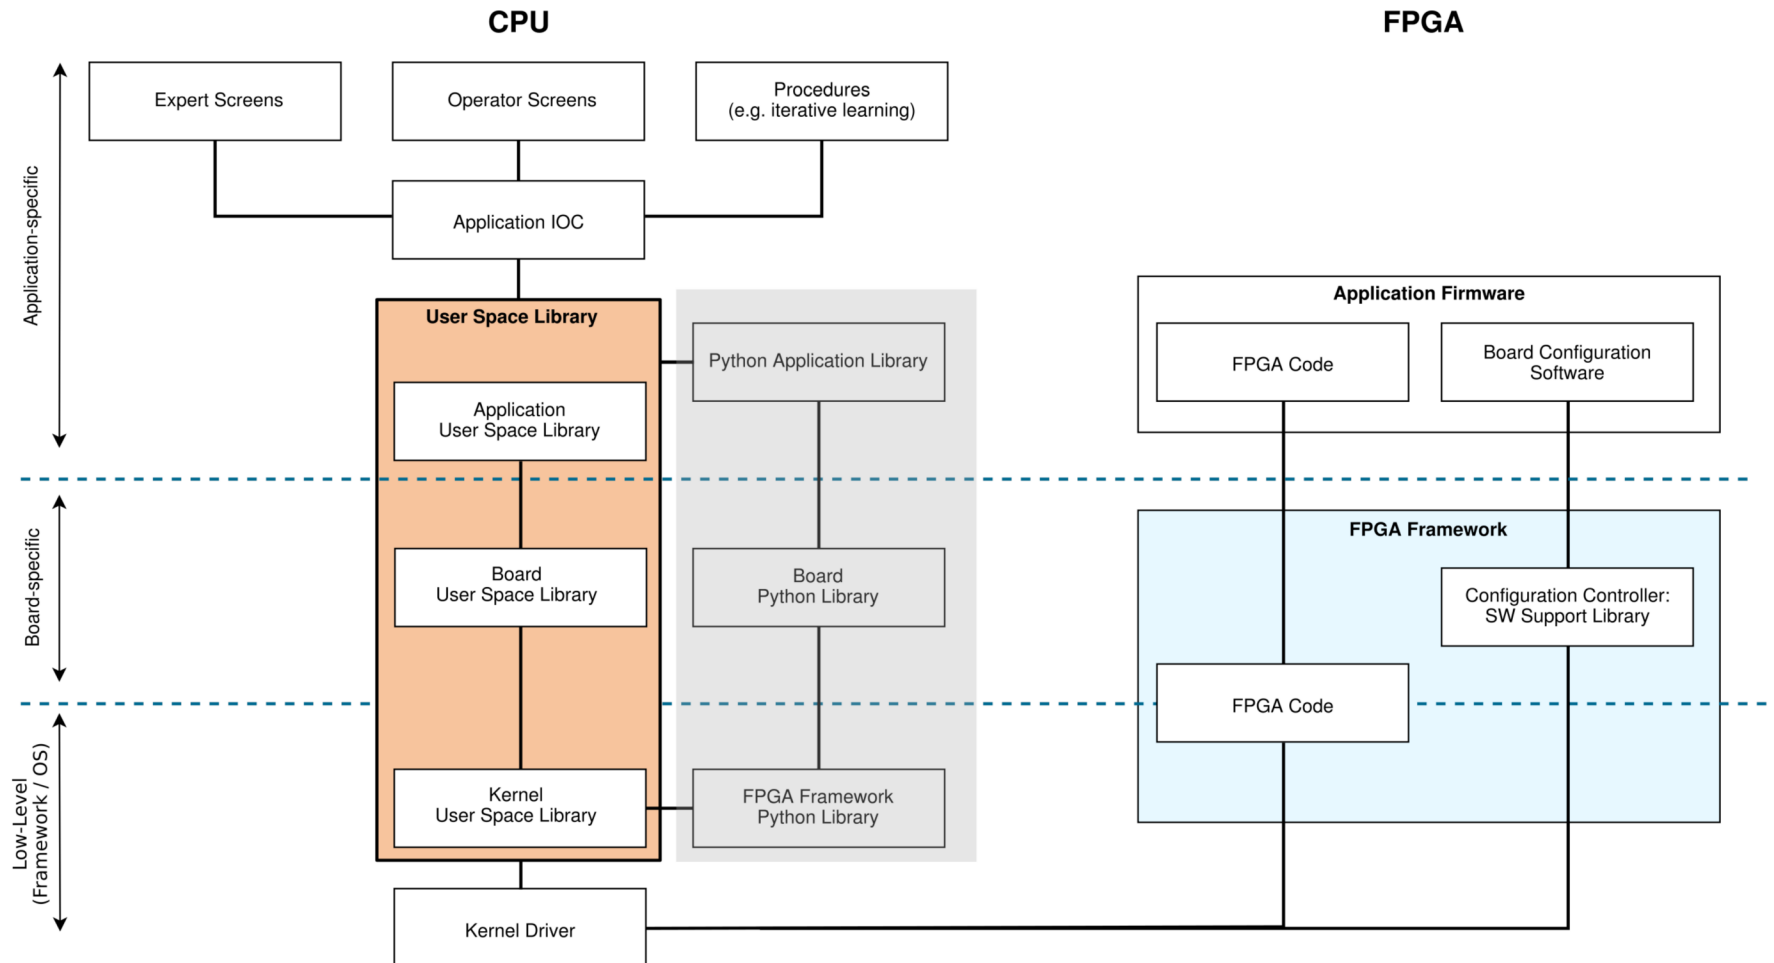 CPU
FPGA
Expert Screens
Operator Screens
Procedures
(e.g. iterative learning)
Application-specific
Application IOC
User Space Library
Python Application Library
Application
User Space Library
Application Firmware
FPGA Code
Board Configuration
Software
Board-specific
Board
User Space Library
Board
Python Library
FPGA Framework
Configuration Controller:
SW Support Library
FPGA Code
Low-Level
(Framework / OS)
Kernel
User Space Library
FPGA Framework
Python Library
Kernel Driver